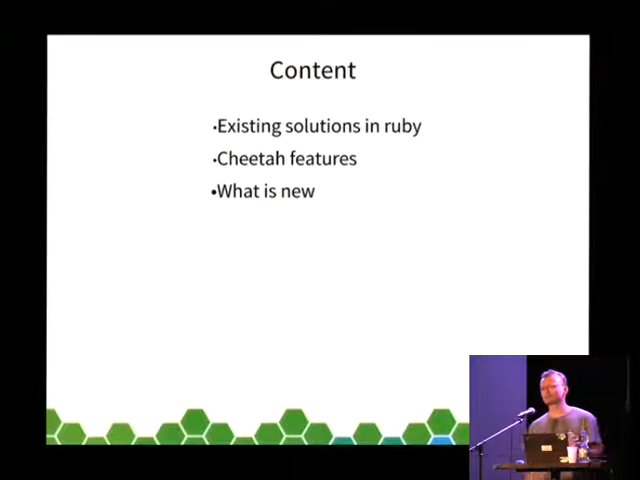 Content
·Existing solutions in ruby
·Cheetah features
•What is new